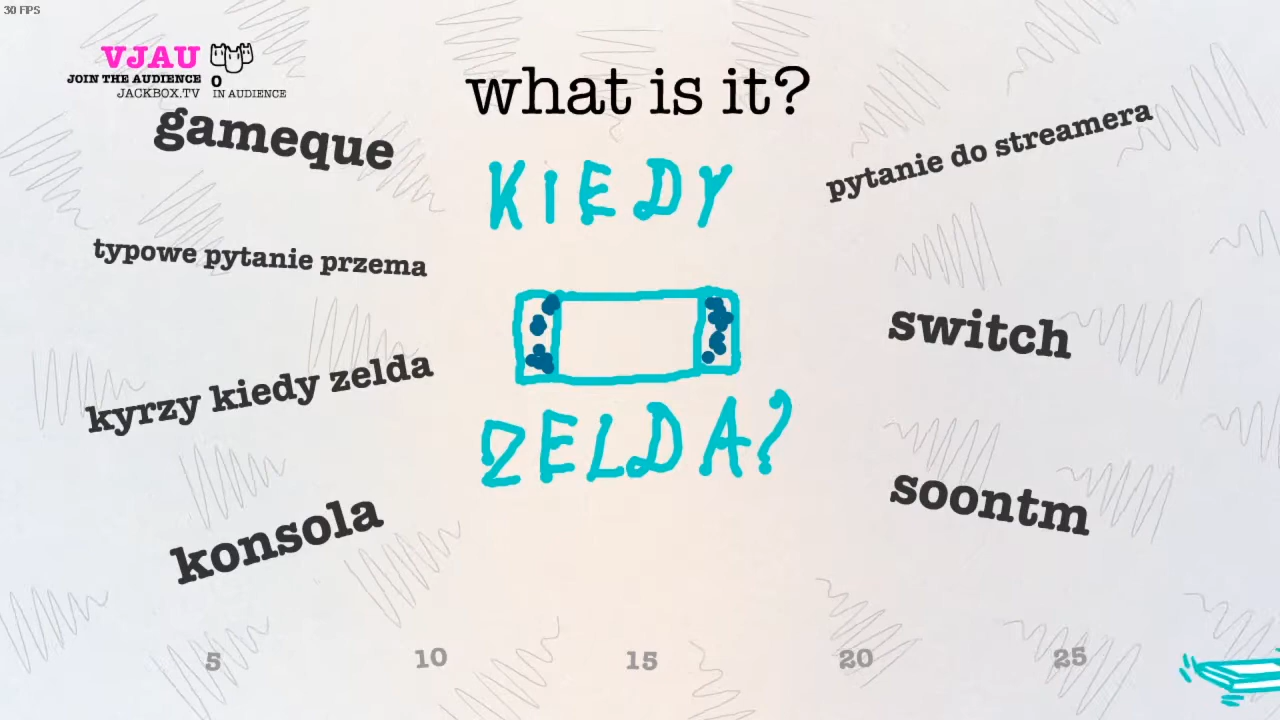 30 FPS
VJAU
JOIN THE AUDIENCE
JACKBOX.TV
0
IN AUDIENCE
what is it?
gameque
typowe pytanie przema
kyrzy kiedy zelda
konsola
KIEDY
ZELDA?
pytanie do streamera
switch
soontm
5 10 15 20 25